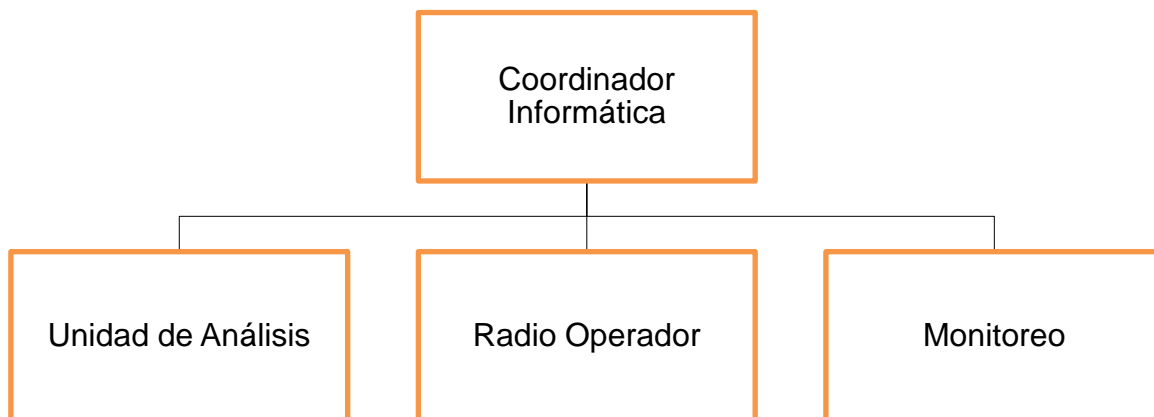 Coordinador
Informática
Unidad de Análisis
Radio Operador
Monitoreo